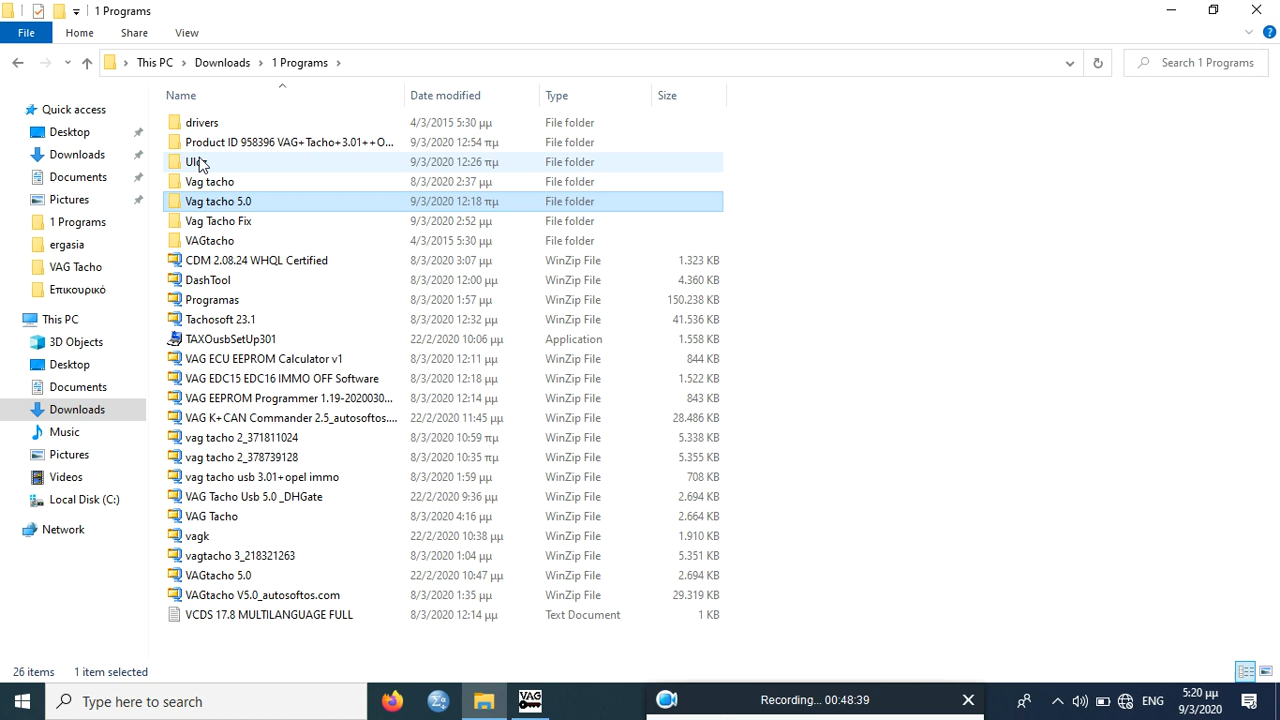 1 Programs
File Home Share View
This PC Downloads 1 Programs
Search 1 Programs
Name Date modified Type Size
Quick access
Desktop
Downloads
Documents
Pictures
1 Programs
ergasia
VAG Tacho
Επικουρικό
This PC
3D Objects
Desktop
Documents
Downloads
Music
Pictures
Videos
Local Disk (C:)
Network
drivers 4/3/2015 5:30 μμ File folder
Product ID 958396 VAG+Tacho+3.01++O... 9/3/2020 12:54 πμ File folder
9/3/2020 12:26 πμ File folder
Vag tacho 8/3/2020 2:37 μμ File folder
Vag tacho 5.0 9/3/2020 12:18 πμ File folder
Vag Tacho Fix 9/3/2020 2:52 μμ File folder
VAGtacho 4/3/2015 5:30 μμ File folder
CDM 2.08.24 WHQL Certified 8/3/2020 3:07 μμ WinZip File 1.323 KB
DashTool 8/3/2020 12:00 μμ WinZip File 4.360 KB
Programas 8/3/2020 1:57 μμ WinZip File 150.238 KB
Tachosoft 23.1 8/3/2020 12:32 μμ WinZip File 41.536 KB
TAXOusbSetUp301 22/2/2020 10:06 μμ Application 1.558 KB
VAG ECU EEPROM Calculator v1 8/3/2020 12:11 μμ WinZip File 844 KB
VAG EDC15 EDC16 IMMO OFF Software 8/3/2020 12:18 μμ WinZip File 1.522 KB
VAG EEPROM Programmer 1.19-2020030... 8/3/2020 12:14 μμ WinZip File 843 KB
VAG K+CAN Commander 2.5_autosoftos.... 22/2/2020 11:45 μμ WinZip File 28.486 KB
vag tacho 2_371811024 8/3/2020 10:59 πμ WinZip File 5.338 KB
vag tacho 2_378739128 8/3/2020 10:35 πμ WinZip File 5.355 KB
vag tacho usb 3.01+opel immo 8/3/2020 1:59 μμ WinZip File 708 KB
VAG Tacho Usb 5.0 _DHGate 22/2/2020 9:36 μμ WinZip File 2.694 KB
VAG Tacho 8/3/2020 4:16 μμ WinZip File 2.664 KB
vagk 22/2/2020 10:38 μμ WinZip File 1.910 KB
vagtacho 3_218321263 8/3/2020 1:04 μμ WinZip File 5.351 KB
VAGtacho 5.0 22/2/2020 10:47 μμ WinZip File 2.694 KB
VAGtacho V5.0_autosoftos.com 8/3/2020 1:35 μμ WinZip File 29.319 KB
VCDS 17.8 MULTILANGUAGE FULL 8/3/2020 12:14 μμ Text Document 1 KB
26 items 1 item selected
Type here to search
VAG
Recording... 00:48:39
ENG
5:20 μμ
9/3/2020